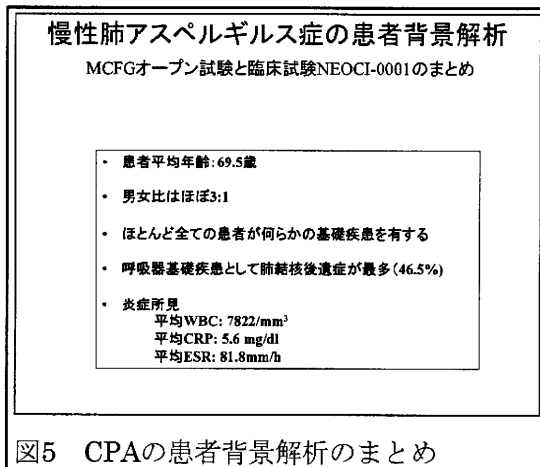 慢性肺アスペルギルス症の患者背景解析
MCFGオープン試験と臨床試験NEOCI-0001のまとめ
• 患者平均年齢:69.5歳
• 男女比はほぼ3:1
• ほとんど全ての患者が何らかの基礎疾患を有する
• 呼吸器基礎疾患として肺結核後遺症が最多(46.5%)
• 炎症所見
平均WBC: 7822/mm³
平均CRP: 5.6 mg/dl
平均ESR: 81.8mm/h
図5 CPAの患者背景解析のまとめ